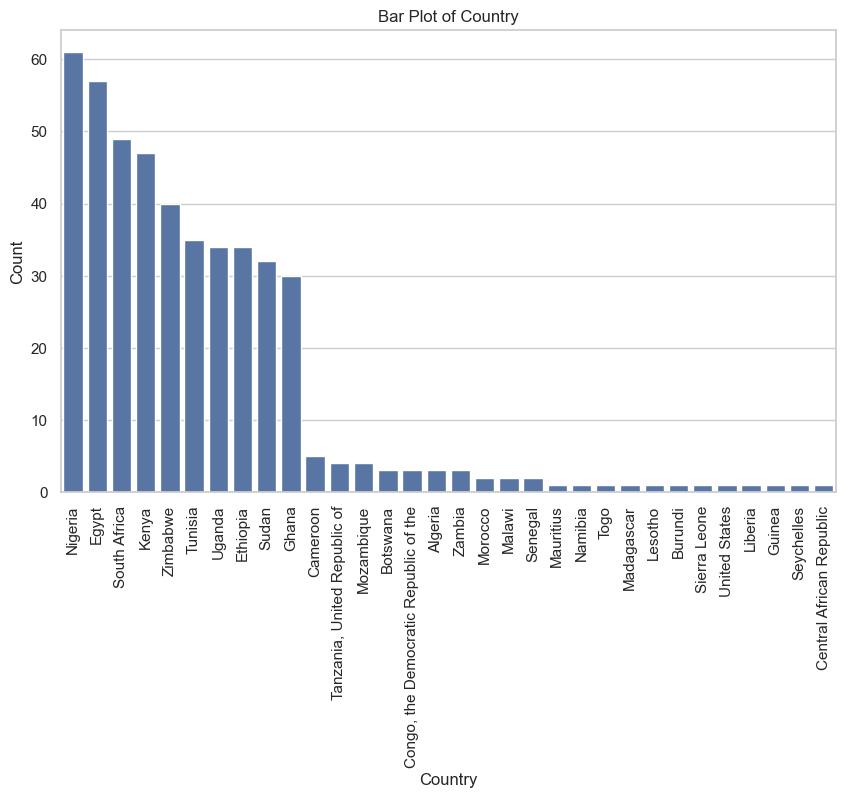 Bar Plot of Country
Count
60
50
40
30
20
10
0
Nigeria
Egypt
South Africa
Kenya
Zimbabwe
Tunisia
Uganda
Ethiopia
Sudan
Ghana
Cameroon
Tanzania, United Republic of
Mozambique
Botswana
Congo, the Democratic Republic of the
Algeria
Zambia
Morocco
Malawi
Senegal
Mauritius
Namibia
Togo
Madagascar
Lesotho
Burundi
Sierra Leone
United States
Liberia
Guinea
Seychelles
Central African Republic
Country